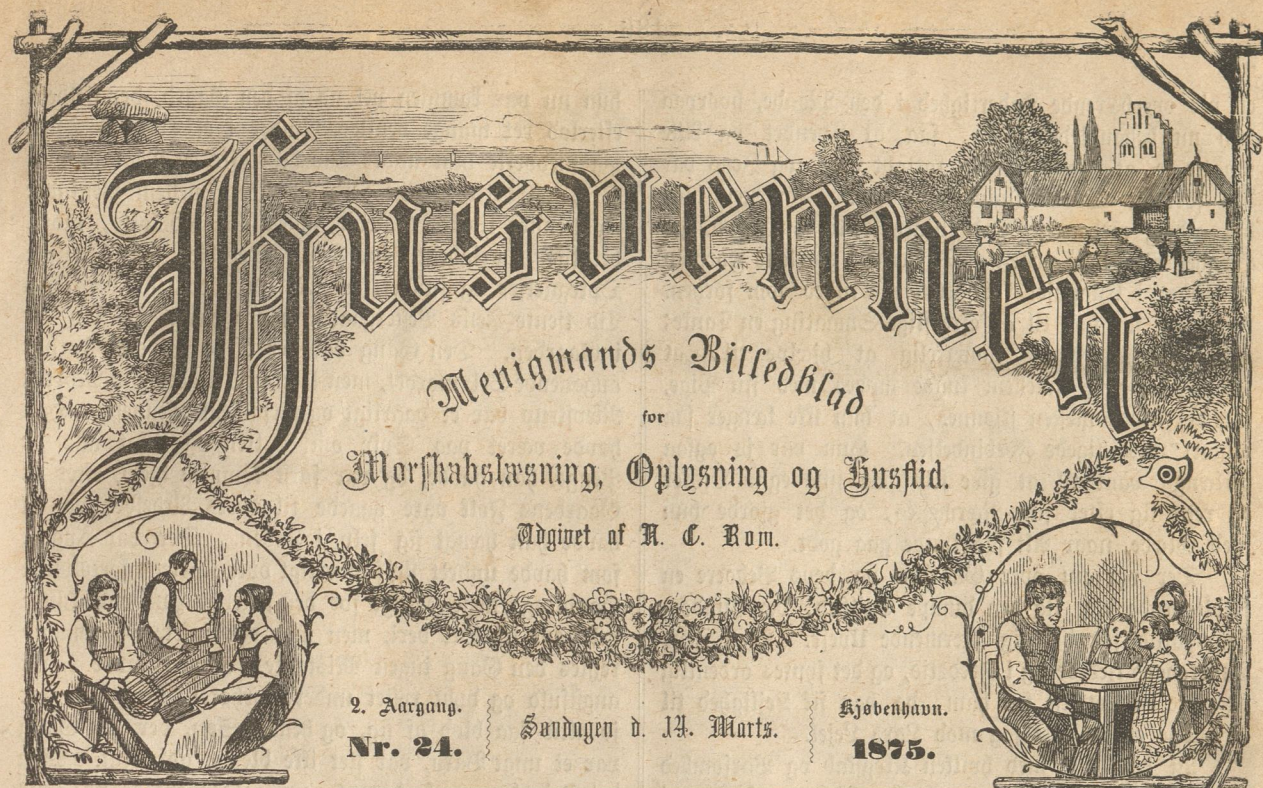 Husvennen
Menigmands Billedblad
for
Morskabslæsning, Oplysning og Husflid.
Udgivet af N. C. Rom.
2. Aargang.
Nr. 24.
Søndagen d. 14. Marts.
Kjøbenhavn.
1875.